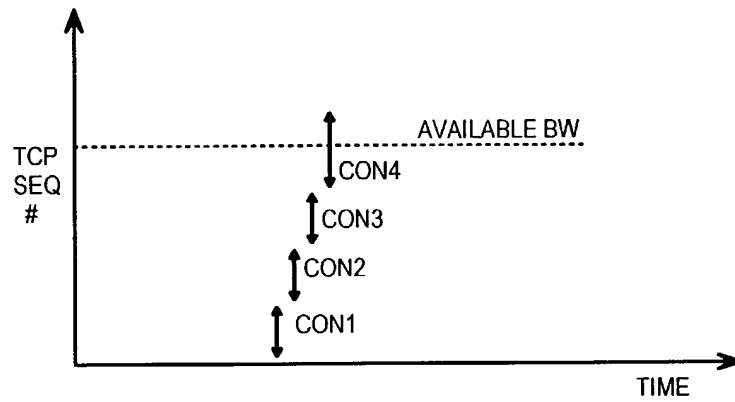 AVAILABLE BW
TCP
SEQ
#
CON4
CON3
CON2
CON1
TIME